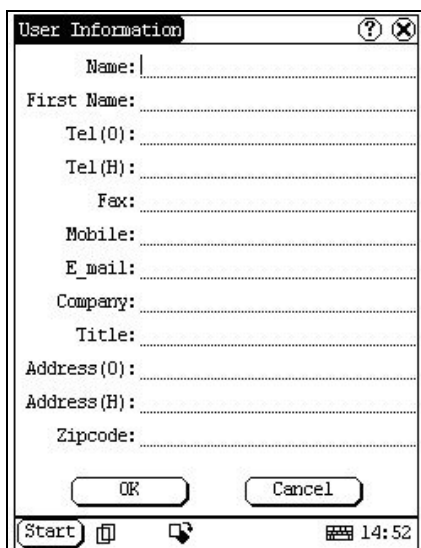 User Information
Name:
First Name:
Tel(O):
Tel(H):
Fax:
Mobile:
E_mail:
Company:
Title:
Address(O):
Address(H):
Zipcode:
OK Cancel
Start 14:52